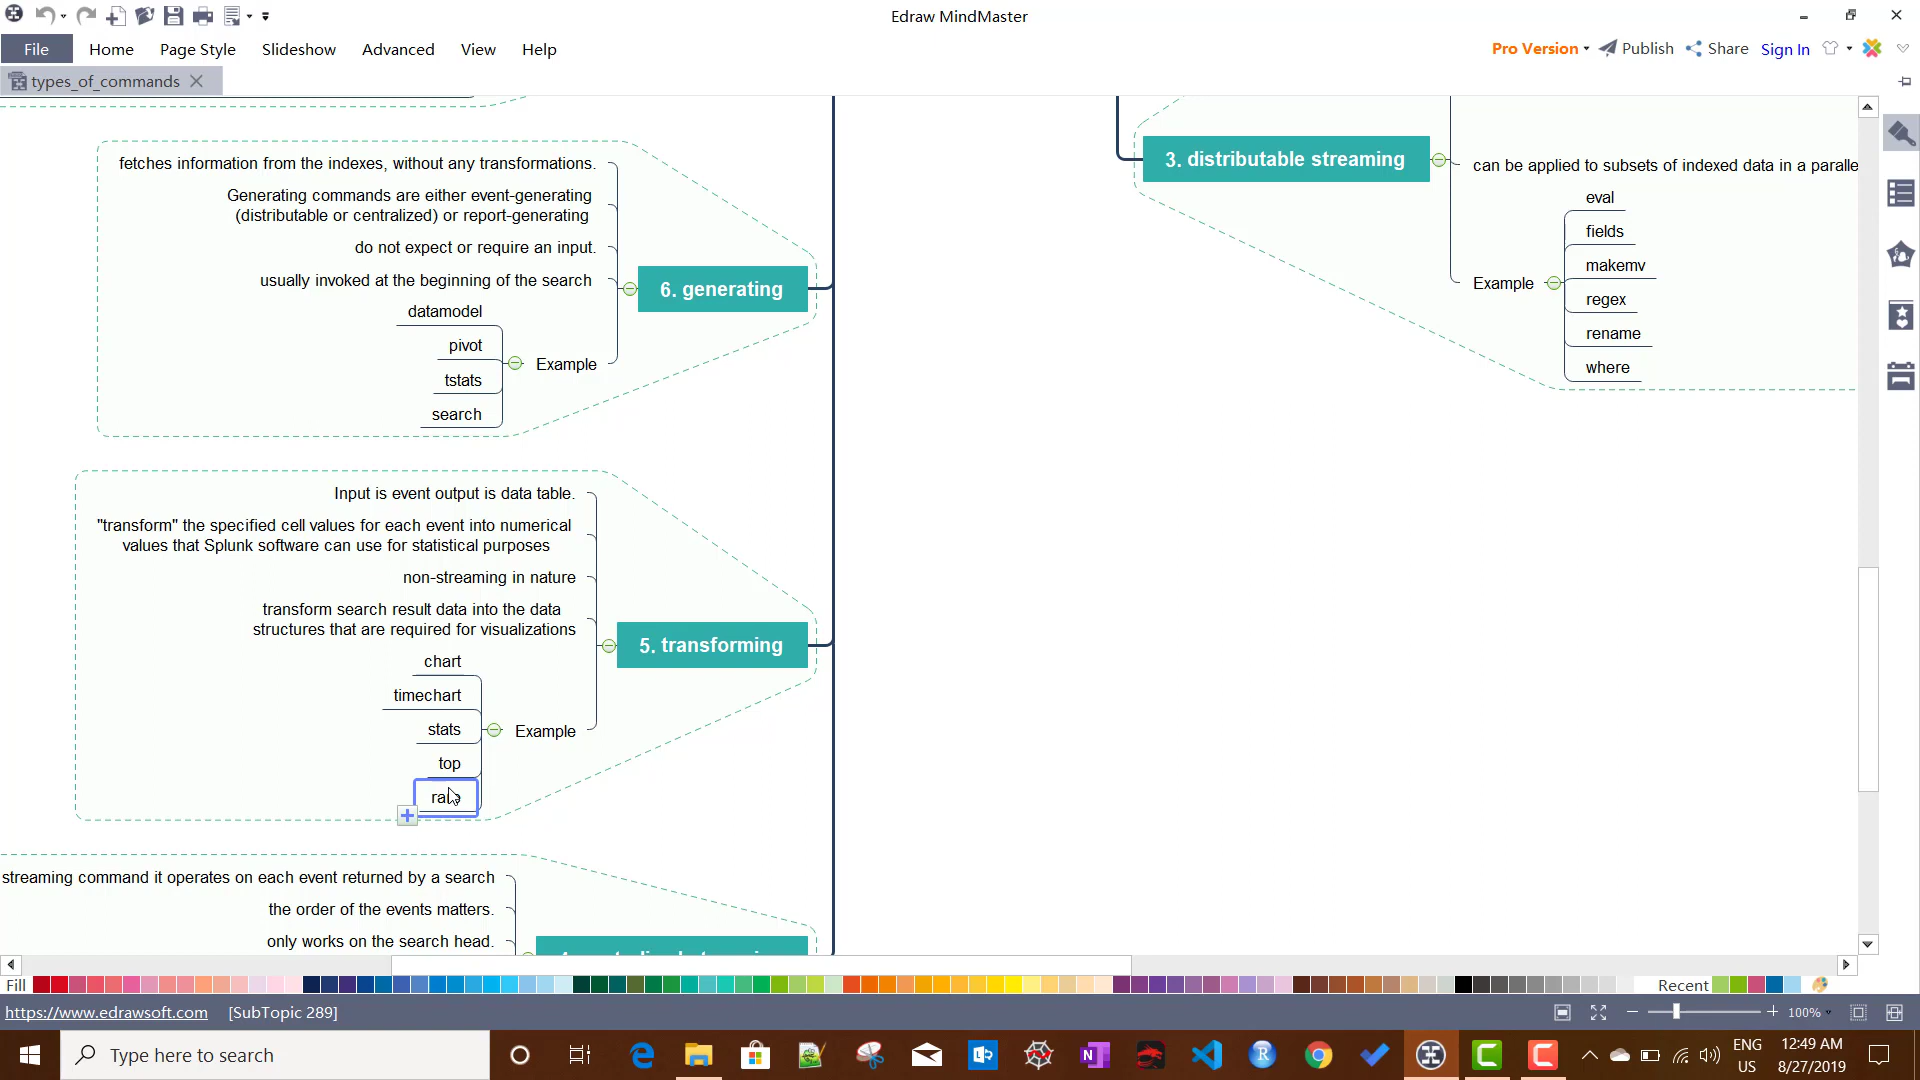 Edraw MindMaster
File Home Page Style Slideshow Advanced View Help
Pro Version Publish Share Sign In
types_of_commands
fetches information from the indexes, without any transformations.
Generating commands are either event-generating
(distributable or centralized) or report-generating
do not expect or require an input.
usually invoked at the beginning of the search
datamodel
pivot
tstats
search
Example
6. generating
3. distributable streaming
can be applied to subsets of indexed data in a paralle
eval
fields
makemv
regex
rename
where
Example
Input is event output is data table.
"transform" the specified cell values for each event into numerical
values that Splunk software can use for statistical purposes
non-streaming in nature
transform search result data into the data
structures that are required for visualizations
chart
timechart
stats
top
Example
5. transforming
streaming command it operates on each event returned by a search
the order of the events matters.
only works on the search head.
Fill
Recent
https://www.edrawsoft.com [SubTopic 289]
100%
Type here to search
ENG
US
12:49 AM
8/27/2019